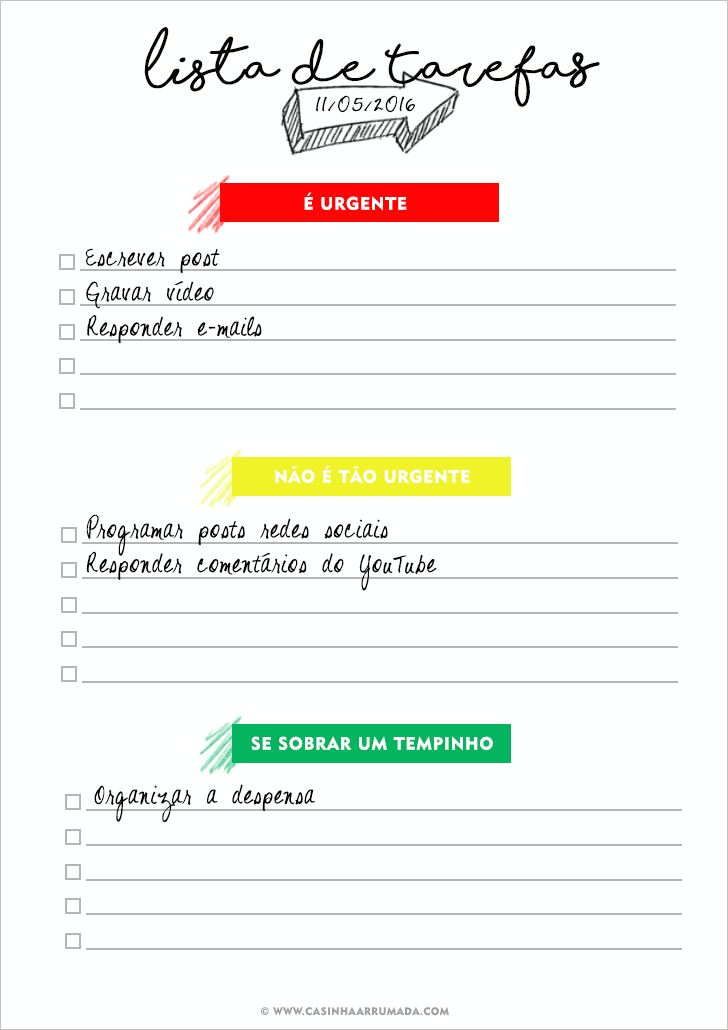 lista de tarefas
11/05/2016
É URGENTE
Escrever post
Gravar vídeo
Responder e-mails
NÃO É TÃO URGENTE
Programar posts redes sociais
Responder comentários do YouTube
SE SOBRAR UM TEMPINHO
Organizar a despensa
© WWW.CASINHAARRUMADA.COM